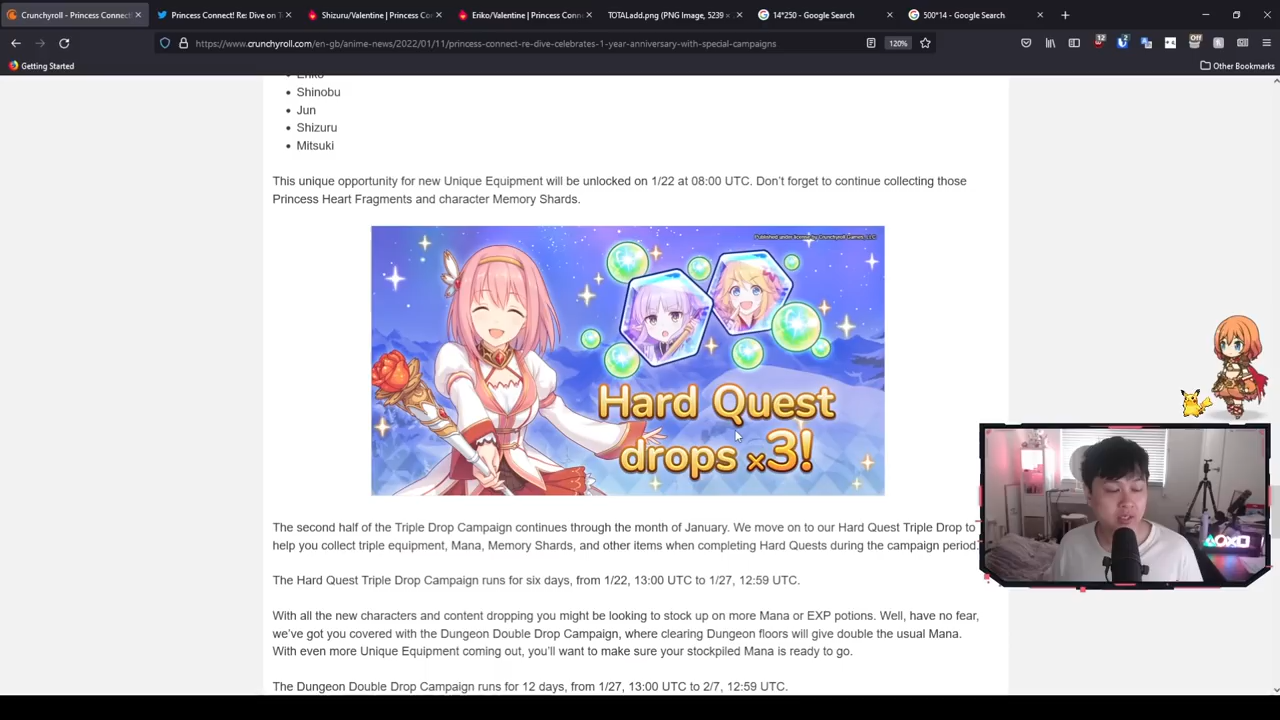 Crunchyroll - Princess Connect!
Princess Connect! Re: Dive on T
Shizuru/Valentine | Princess Con
Eriko/Valentine | Princess Conn
TOTALadd.png (PNG Image, 5239 ×
14*250 - Google Search
500*14 - Google Search
https://www.crunchyroll.com/en-gb/anime-news/2022/01/11/princess-connect-re-dive-celebrates-1-year-anniversary-with-special-campaigns
120%
12
2
Off
Getting Started
Other Bookmarks
Eriko
Shinobu
Jun
Shizuru
Mitsuki
This unique opportunity for new Unique Equipment will be unlocked on 1/22 at 08:00 UTC. Don't forget to continue collecting those
Princess Heart Fragments and character Memory Shards.
Published under license by Crunchyroll Games, LLC
Hard Quest
drops ×3!
The second half of the Triple Drop Campaign continues through the month of January. We move on to our Hard Quest Triple Drop to
help you collect triple equipment, Mana, Memory Shards, and other items when completing Hard Quests during the campaign period.
The Hard Quest Triple Drop Campaign runs for six days, from 1/22, 13:00 UTC to 1/27, 12:59 UTC.
With all the new characters and content dropping you might be looking to stock up on more Mana or EXP potions. Well, have no fear,
we've got you covered with the Dungeon Double Drop Campaign, where clearing Dungeon floors will give double the usual Mana.
With even more Unique Equipment coming out, you'll want to make sure your stockpiled Mana is ready to go.
The Dungeon Double Drop Campaign runs for 12 days, from 1/27, 13:00 UTC to 2/7, 12:59 UTC.